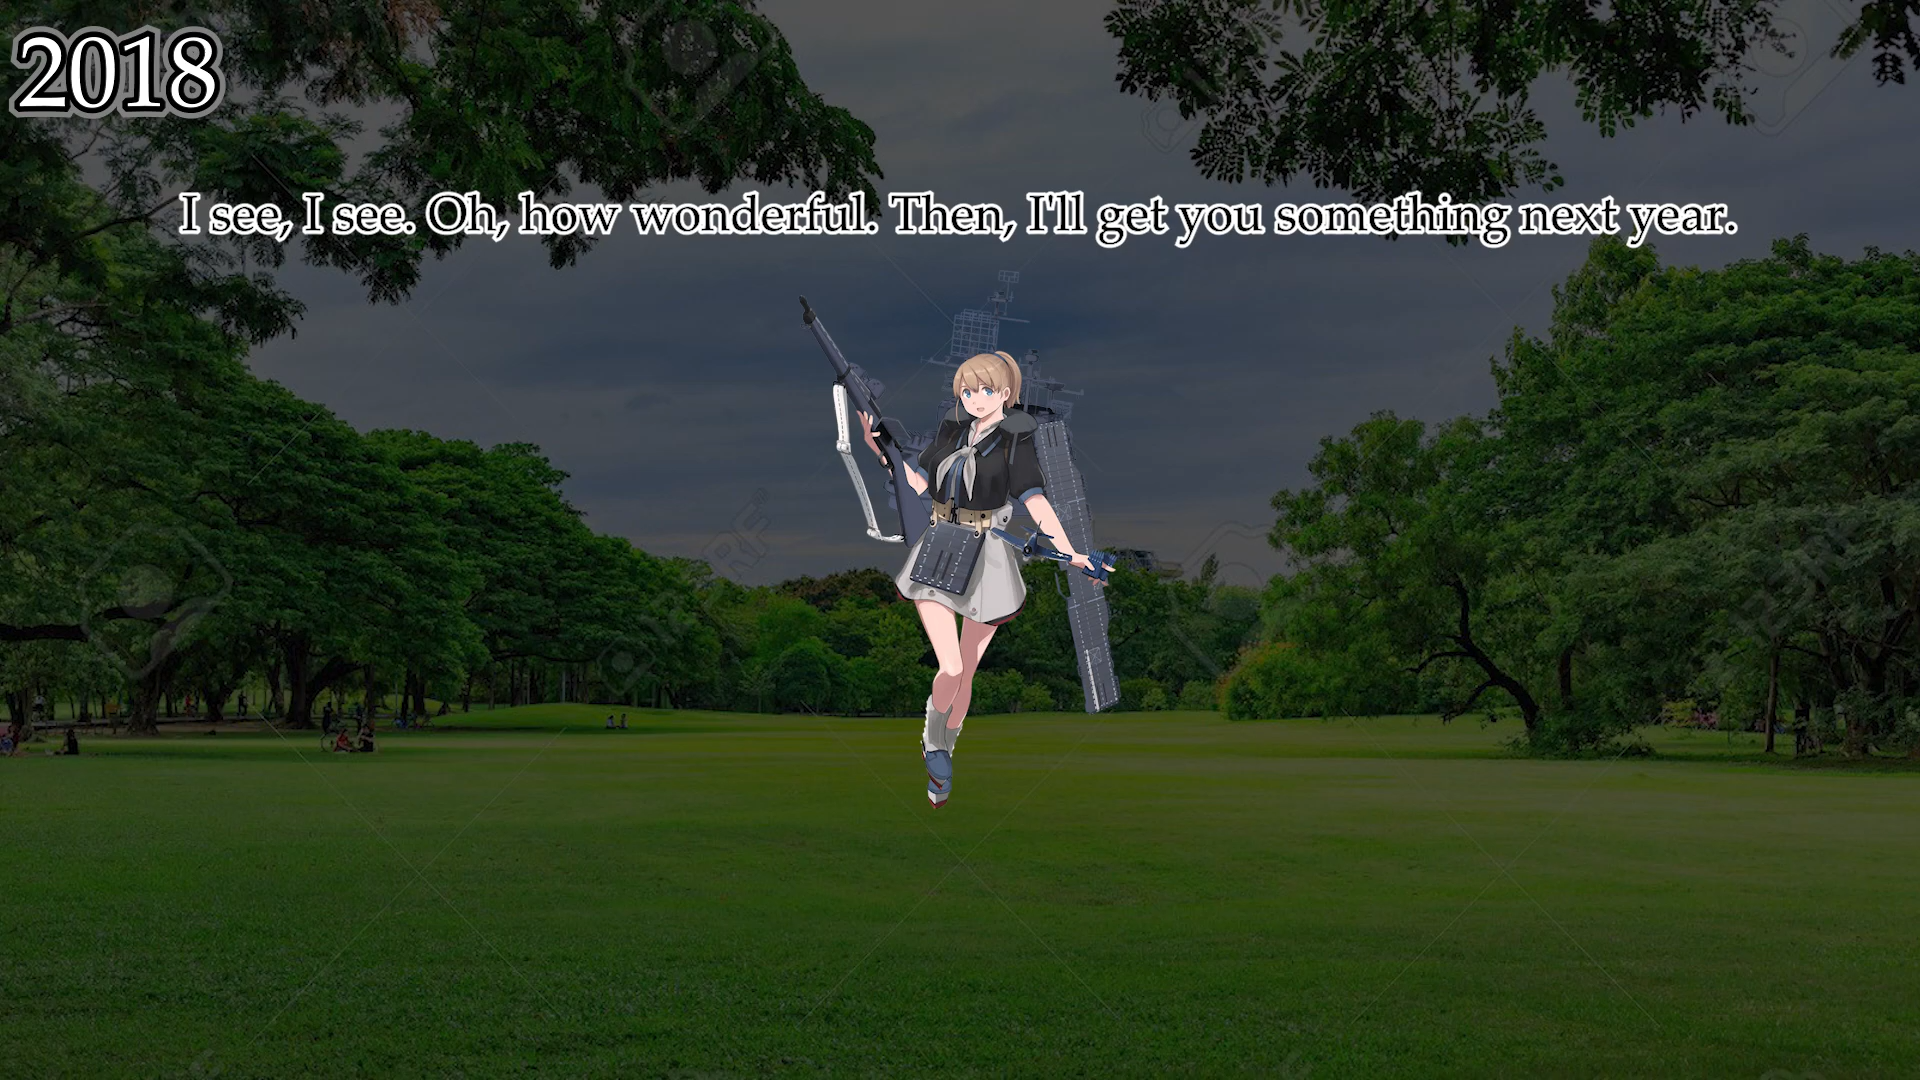 2018
I see, I see. Oh, how wonderful. Then, I'll get you something next year.